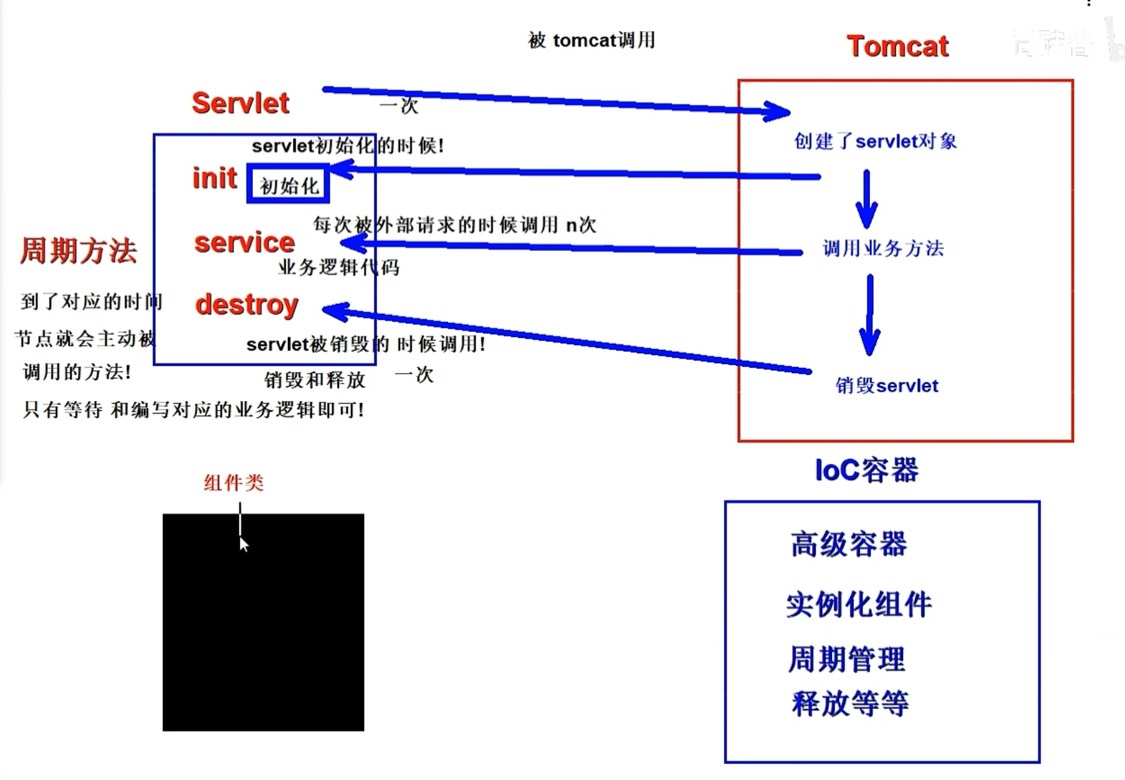 被 tomcat调用
Tomcat
Servlet
一次
servlet初始化的时候!
创建了servlet对象
init
初始化
每次被外部请求的时候调用 n次
service
调用业务方法
周期方法
业务逻辑代码
到了对应的时间
destroy
节点就会主动被
servlet被销毁的 时候调用!
调用的方法!
销毁和释放
一次
销毁servlet
只有等待 和编写对应的业务逻辑即可!
IoC容器
组件类
高级容器
实例化组件
周期管理
释放等等